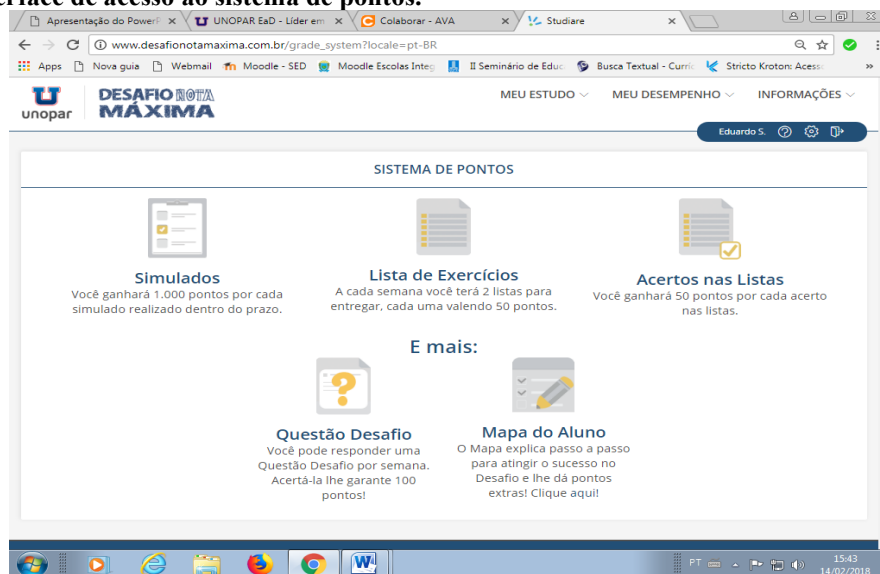 erface de acesso ao sistema de pontos.
Apresentação do PowerP
UNOPAR EaD - Líder em
Colaborar - AVA
Studiare
www.desafionotamaxima.com.br/grade_system?locale=pt-BR
Apps
Nova guia
Webmail
Moodle - SED
Moodle Escolas Integ
II Seminário de Educ
Busca Textual - Curríc
Stricto Kroton: Acess
»
unopar
DESAFIO NOTA
MÁXIMA
MEU ESTUDO
MEU DESEMPENHO
INFORMAÇÕES
Eduardo S.
SISTEMA DE PONTOS
Simulados
Você ganhará 1.000 pontos por cada
simulado realizado dentro do prazo.
Lista de Exercícios
A cada semana você terá 2 listas para
entregar, cada uma valendo 50 pontos.
Acertos nas Listas
Você ganhará 50 pontos por cada acerto
nas listas.
E mais:
Questão Desafio
Você pode responder uma
Questão Desafio por semana.
Acertá-la lhe garante 100
pontos!
Mapa do Aluno
O Mapa explica passo a passo
para atingir o sucesso no
Desafio e lhe dá pontos
extras! Clique aqui!
PT
15:43
14/02/2018